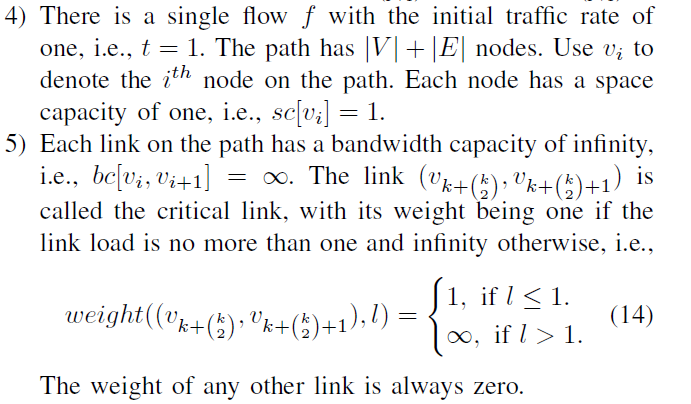 4) There is a single flow f with the initial traffic rate of
one, i.e., t = 1. The path has |V| + |E| nodes. Use v_i to
denote the i^{th} node on the path. Each node has a space
capacity of one, i.e., sc[v_i] = 1.
5) Each link on the path has a bandwidth capacity of infinity,
i.e., bc[v_i, v_{i+1}] = ∞. The link (v_{k+\binom{k}{2}}, v_{k+\binom{k}{2}+1}) is
called the critical link, with its weight being one if the
link load is no more than one and infinity otherwise, i.e.,
weight((v_{k+\binom{k}{2}}, v_{k+\binom{k}{2}+1}), l) = \begin{cases} 1, & \text{if } l ≤ 1. \\ ∞, & \text{if } l > 1. \end{cases} (14)
The weight of any other link is always zero.